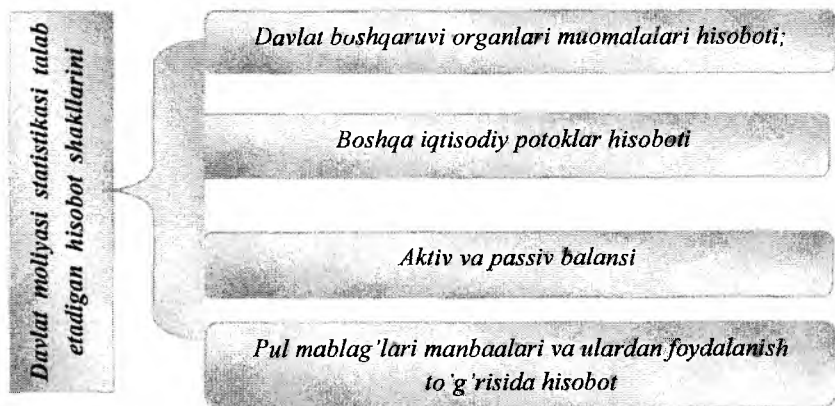 Davlat moliyasi statistikasi talab
etadigan hisobot shakllarini
Davlat boshqaruvi organlari muomalalari hisoboti;
Boshqa iqtisodiy potoklar hisoboti
Aktiv va passiv balansi
Pul mablag'lari manbaalari va ulardan foydalanish
to'g'risida hisobot